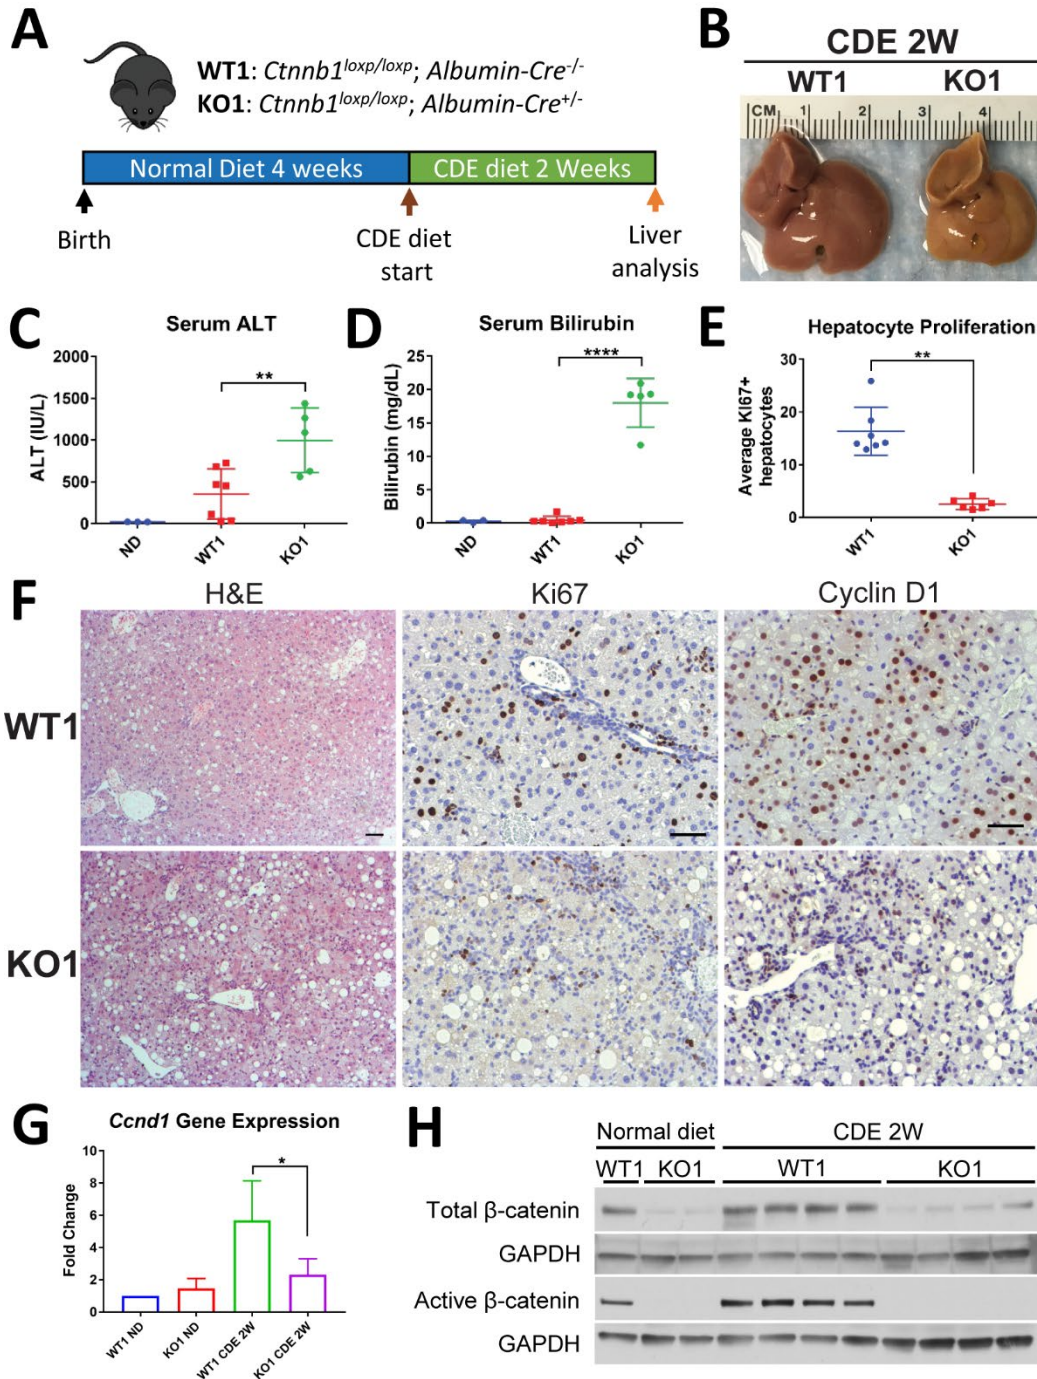 A
WT1: Ctnnb1loxp/loxp; Albumin-Cre-/-
KO1: Ctnnb1loxp/loxp; Albumin-Cre+/-
Normal Diet 4 weeks
CDE diet 2 Weeks
Birth
CDE diet
start
Liver
analysis
B
CDE 2W
WT1
KO1
CM 1 2 3 4
C
Serum ALT
ALT (IU/L)
2000
1500
1000
500
0
**
ND
WT1
KO1
D
Serum Bilirubin
Bilirubin (mg/dL)
25
20
15
10
5
0
****
ND
WT1
KO1
E
Hepatocyte Proliferation
Average KI67+
hepatocytes
30
20
10
0
**
WT1
KO1
F
H&E
Ki67
Cyclin D1
WT1
KO1
G
Ccnd1 Gene Expression
Fold Change
10
8
6
4
2
0
*
WT1 ND
KO1 ND
WT1 CDE 2W
KO1 CDE 2W
H
Normal diet
CDE 2W
WT1 KO1
WT1
KO1
Total β-catenin
GAPDH
Active β-catenin
GAPDH